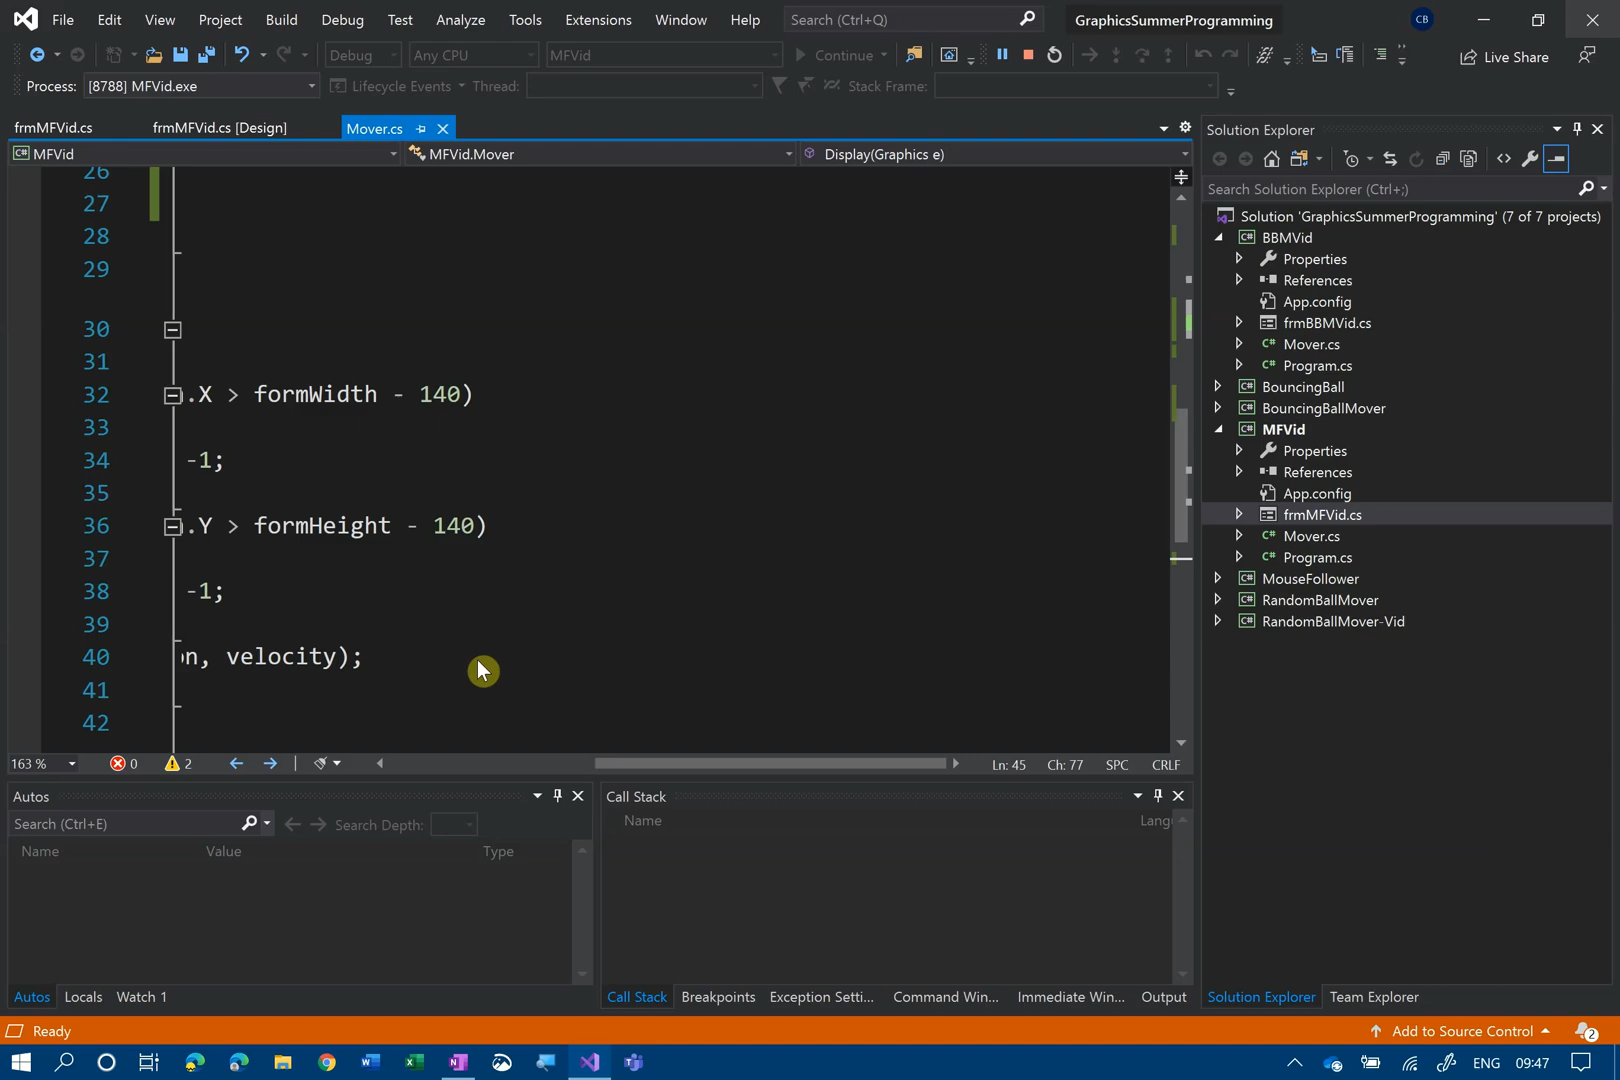 File Edit View Project Build Debug Test Analyze Tools Extensions Window Help Search (Ctrl+Q) GraphicsSummerProgramming CB
Debug Any CPU MFVid Continue Live Share
Process: [8788] MFVid.exe Lifecycle Events Thread: Stack Frame:
frmMFVid.cs frmMFVid.cs [Design] Mover.cs
C# MFVid MFVid.Mover Display(Graphics e)
26
27
28
29
30
31
32 .X > formWidth - 140)
33
34 -1;
35
36 .Y > formHeight - 140)
37
38 -1;
39
40 on, velocity);
41
42
163 % 0 2 Ln: 45 Ch: 77 SPC CRLF
Autos
Search (Ctrl+E) Search Depth:
Name Value Type
Autos Locals Watch 1
Call Stack
Name Lang
Call Stack Breakpoints Exception Setti... Command Win... Immediate Win... Output
Solution Explorer
Search Solution Explorer (Ctrl+;)
Solution 'GraphicsSummerProgramming' (7 of 7 projects)
C# BBMVid
Properties
References
App.config
frmBBMVid.cs
C# Mover.cs
C# Program.cs
C# BouncingBall
C# BouncingBallMover
C# MFVid
Properties
References
App.config
frmMFVid.cs
C# Mover.cs
C# Program.cs
C# MouseFollower
C# RandomBallMover
C# RandomBallMover-Vid
Solution Explorer Team Explorer
Ready Add to Source Control 2
ENG 09:47